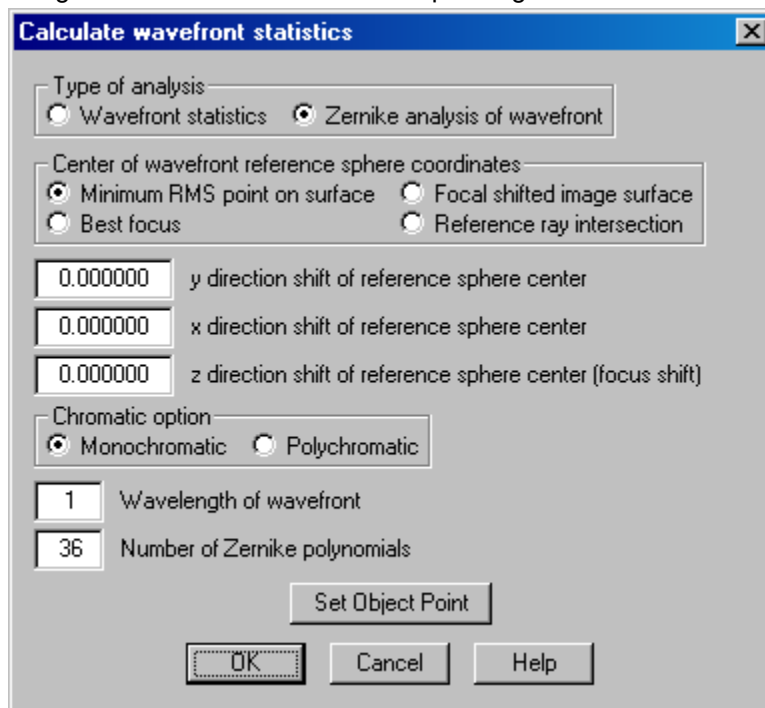 Calculate wavefront statistics
Type of analysis
Wavefront statistics Zernike analysis of wavefront
Center of wavefront reference sphere coordinates
Minimum RMS point on surface Focal shifted image surface
Best focus Reference ray intersection
0.000000 y direction shift of reference sphere center
0.000000 x direction shift of reference sphere center
0.000000 z direction shift of reference sphere center (focus shift)
Chromatic option
Monochromatic Polychromatic
1 Wavelength of wavefront
36 Number of Zernike polynomials
Set Object Point
OK Cancel Help